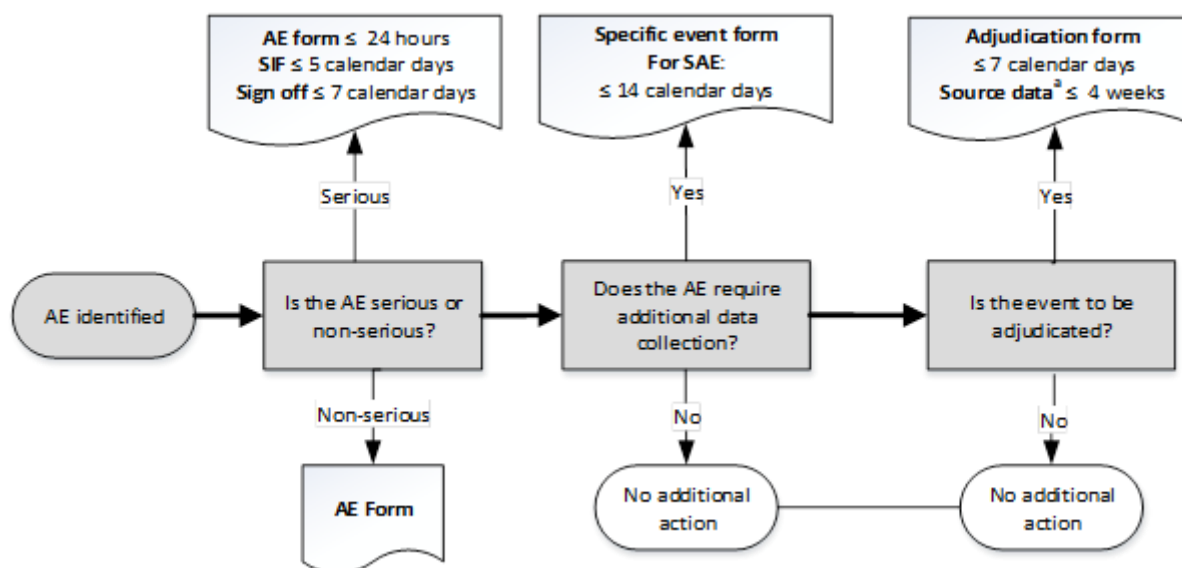 AE form ≤ 24 hours
SIF ≤ 5 calendar days
Sign off ≤ 7 calendar days
Specific event form
For SAE:
≤ 14 calendar days
Adjudication form
≤ 7 calendar days
Source dataᵃ ≤ 4 weeks
Serious
Yes
Yes
AE identified
Is the AE serious or
non-serious?
Does the AE require
additional data
collection?
Is the event to be
adjudicated?
Non-serious
No
No
AE Form
No additional
action
No additional
action